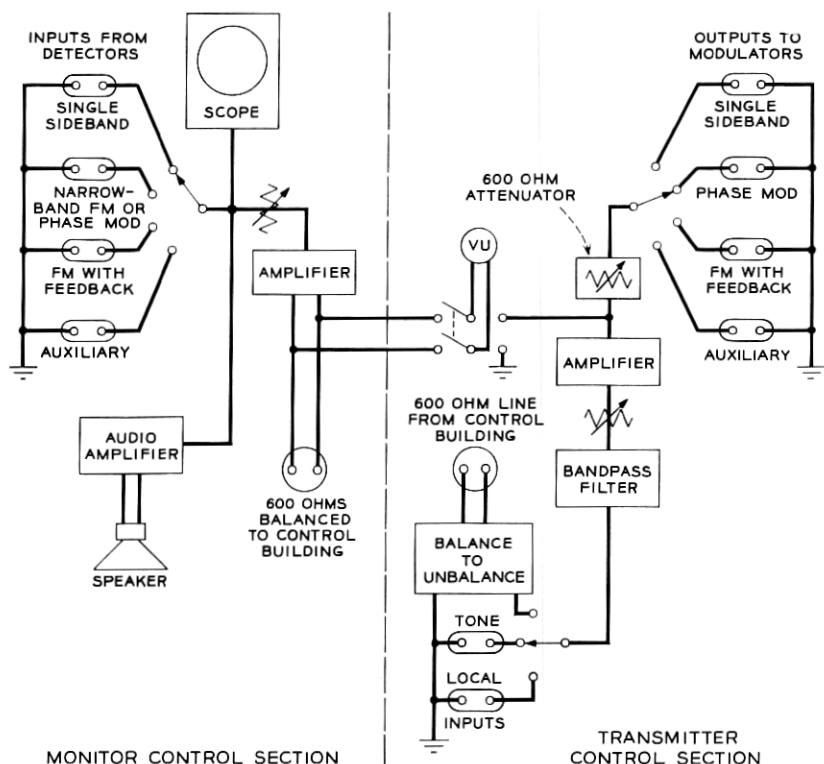 INPUTS FROM
DETECTORS
SINGLE
SIDEBAND
NARROW-
BAND FM OR
PHASE MOD
FM WITH
FEEDBACK
AUXILIARY
SCOPE
AMPLIFIER
AUDIO
AMPLIFIER
SPEAKER
600 OHMS
BALANCED
TO CONTROL
BUILDING
MONITOR CONTROL SECTION
OUTPUTS TO
MODULATORS
SINGLE
SIDEBAND
PHASE MOD
FM WITH
FEEDBACK
AUXILIARY
600 OHM
ATTENUATOR
VU
AMPLIFIER
BANDPASS
FILTER
600 OHM LINE
FROM CONTROL
BUILDING
BALANCE
TO
UNBALANCE
TONE
LOCAL
INPUTS
TRANSMITTER
CONTROL SECTION